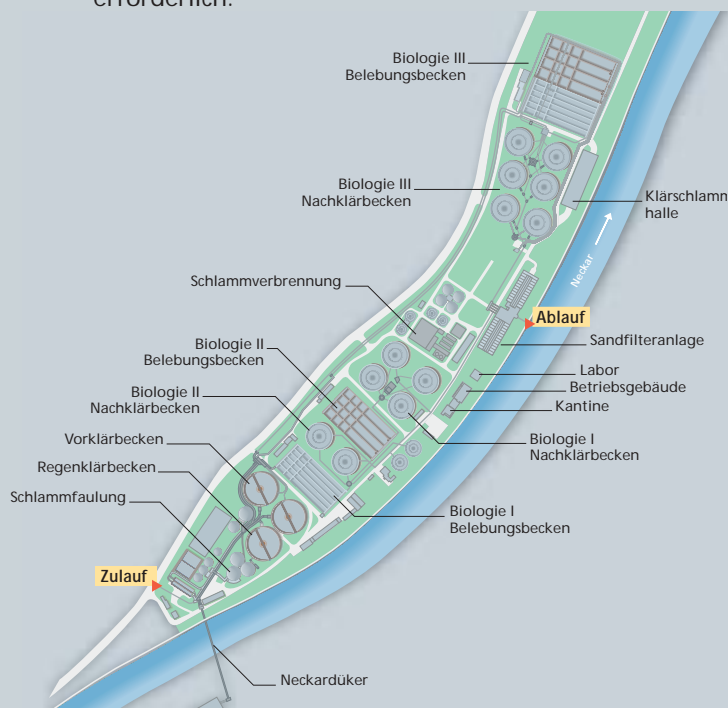 erforderlich.
Biologie III
Belebungsbecken
Biologie III
Nachklärbecken
Klärschlamm
halle
Neckar
Schlammverbrennung
Ablauf
Sandfilteranlage
Biologie II
Belebungsbecken
Labor
Betriebsgebäude
Biologie II
Nachklärbecken
Kantine
Vorklärbecken
Biologie I
Nachklärbecken
Regenklärbecken
Schlammfaulung
Biologie I
Belebungsbecken
Zulauf
Neckardüker